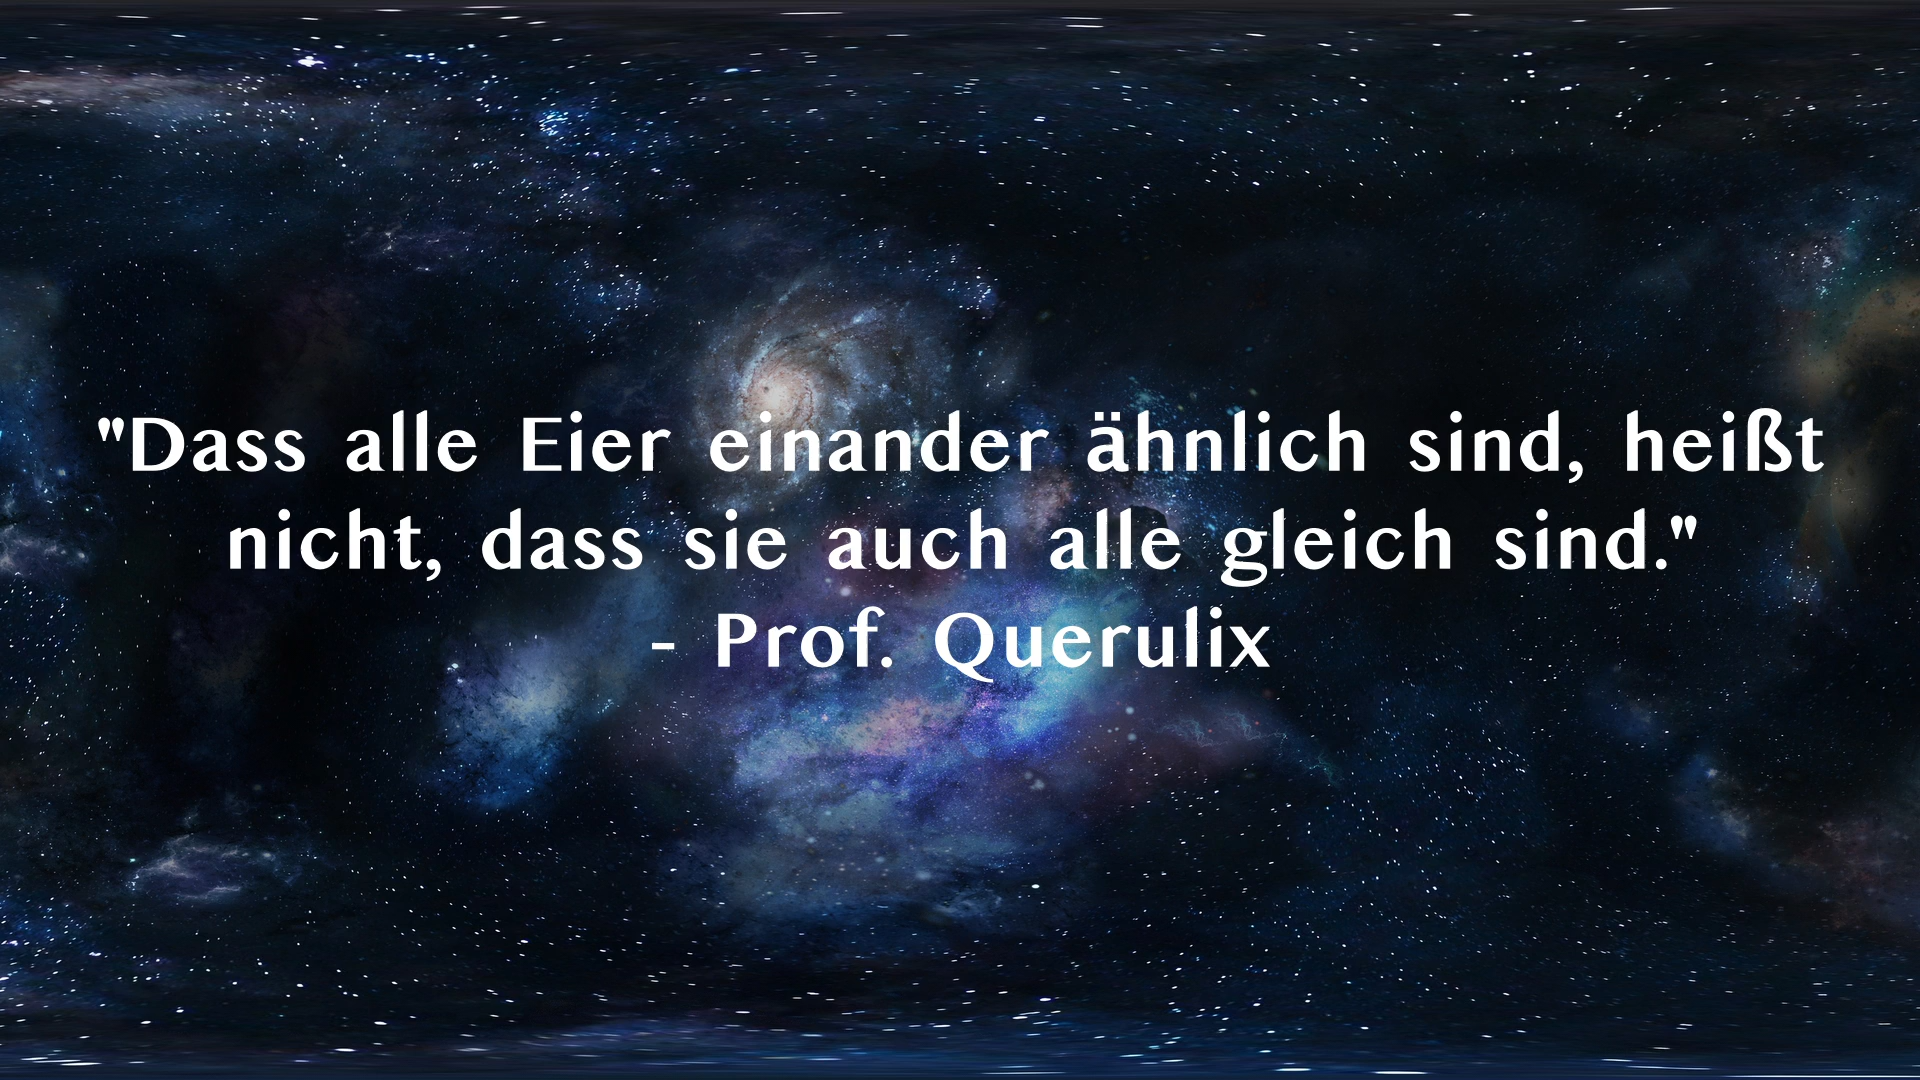 "Dass alle Eier einander ähnlich sind, heißt
nicht, dass sie auch alle gleich sind."
- Prof. Querulix